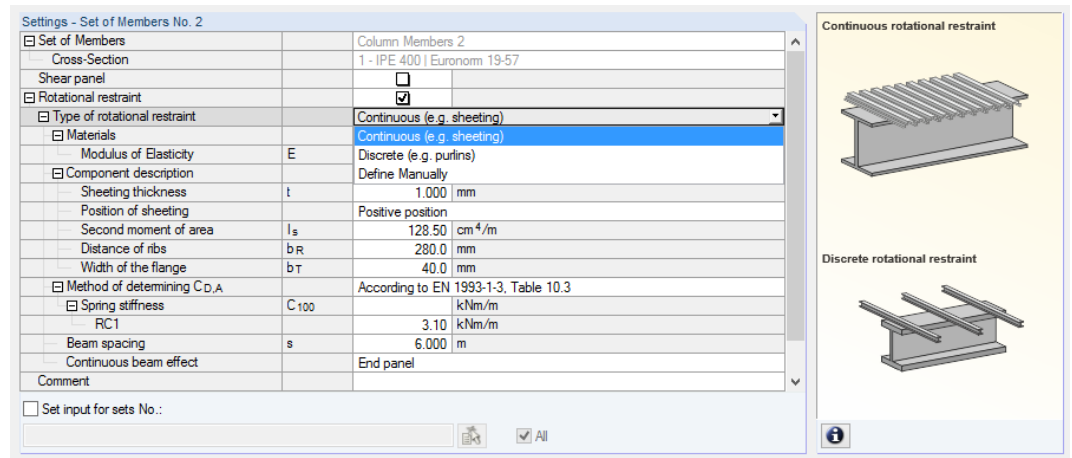 Settings - Set of Members No. 2
Set of Members Column Members 2
Cross-Section 1 - IPE 400 | Euronorm 19-57
Shear panel
Rotational restraint
Type of rotational restraint Continuous (e.g. sheeting)
Materials Continuous (e.g. sheeting)
Modulus of Elasticity E Discrete (e.g. purlins)
Component description Define Manually
Sheeting thickness t 1.000 mm
Position of sheeting Positive position
Second moment of area Is 128.50 cm⁴/m
Distance of ribs bR 280.0 mm
Width of the flange bT 40.0 mm
Method of determining CD,A According to EN 1993-1-3, Table 10.3
Spring stiffness C100 kNm/m
RC1 3.10 kNm/m
Beam spacing s 6.000 m
Continuous beam effect End panel
Comment
Set input for sets No.:
All
Continuous rotational restraint
Discrete rotational restraint